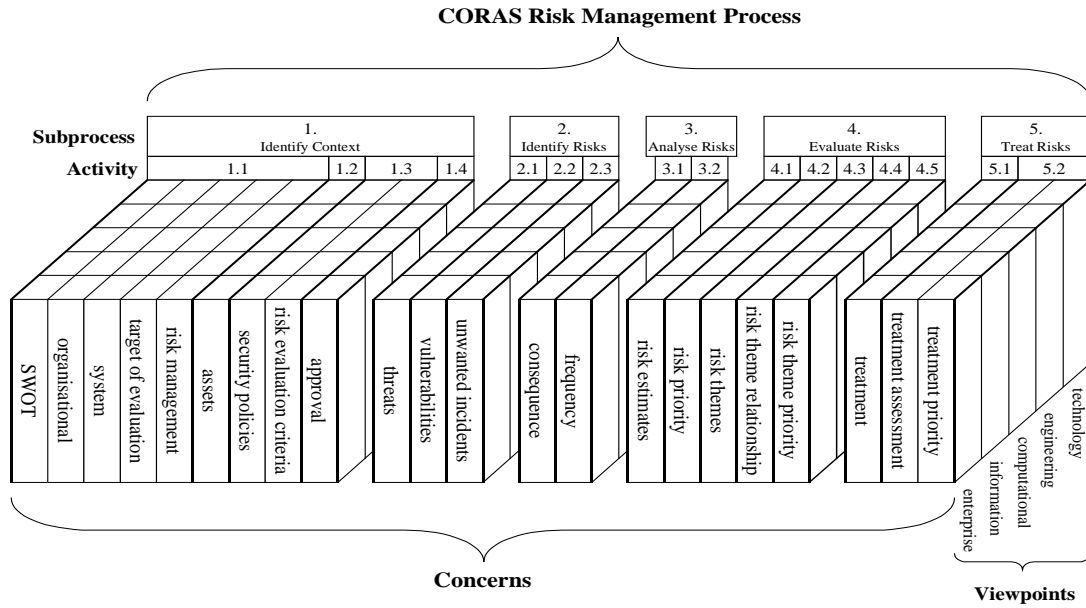 CORAS Risk Management Process
Subprocess
1.
Identify Context
2.
Identify Risks
3.
Analyse Risks
4.
Evaluate Risks
5.
Treat Risks
Activity
1.1
1.2
1.3
1.4
2.1
2.2
2.3
3.1
3.2
4.1
4.2
4.3
4.4
4.5
5.1
5.2
SWOT
organisational
system
target of evaluation
risk management
assets
security policies
risk evaluation criteria
approval
threats
vulnerabilities
unwanted incidents
consequence
frequency
risk estimates
risk priority
risk themes
risk theme relationship
risk theme priority
treatment
treatment assessment
treatment priority
enterprise
information
computational
engineering
technology
Concerns
Viewpoints